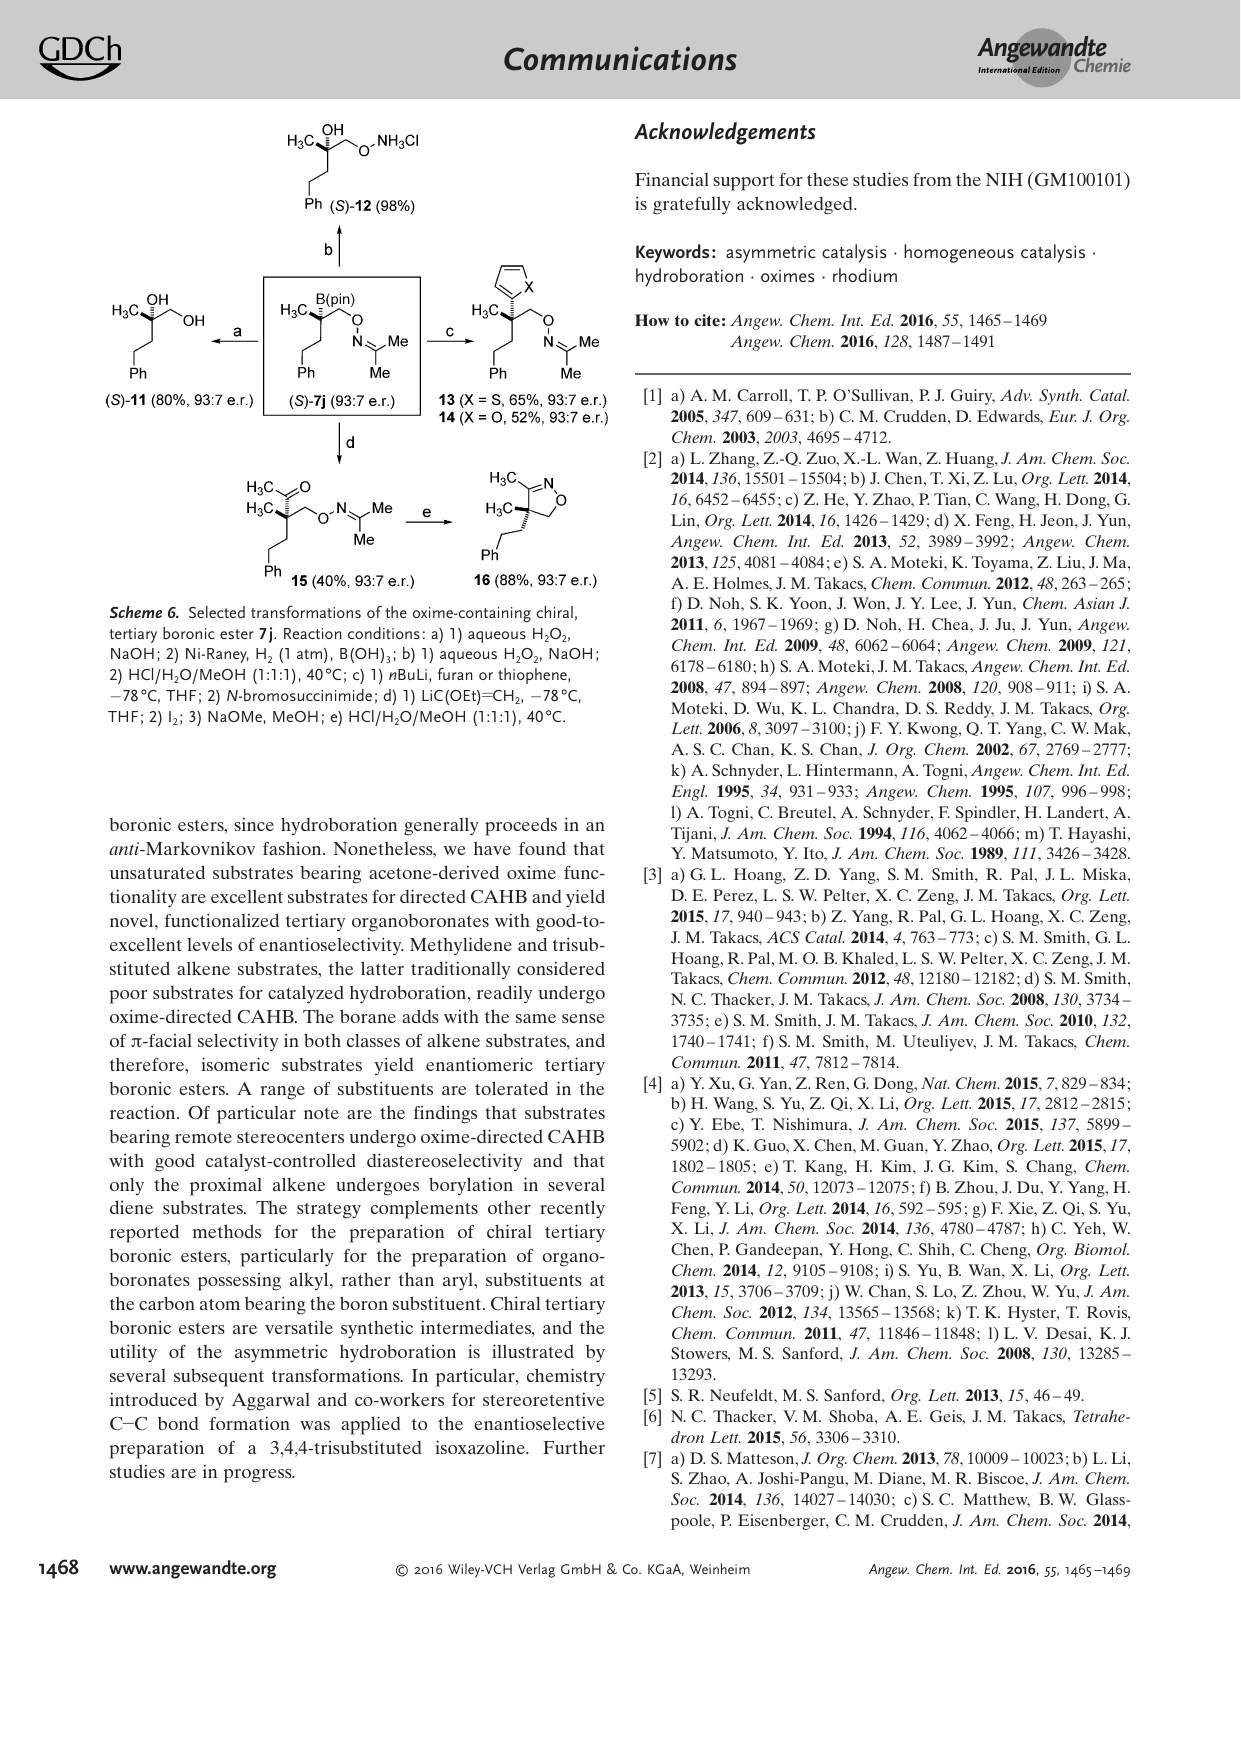 GDCh
Communications
Angewandte
International Edition
Chemie
OH
H3C
O
NH3Cl
Ph
(S)-12 (98%)
b
OH
H3C
OH
Ph
(S)-11 (80%, 93:7 e.r.)
a
B(pin)
H3C
O
N
Me
Ph
Me
(S)-7j (93:7 e.r.)
c
X
H3C
O
N
Me
Ph
Me
13 (X = S, 65%, 93:7 e.r.)
14 (X = O, 52%, 93:7 e.r.)
d
H3C
O
H3C
O
N
Me
Me
Ph
15 (40%, 93:7 e.r.)
e
H3C
N
O
H3C
Ph
16 (88%, 93:7 e.r.)
Scheme 6. Selected transformations of the oxime-containing chiral,
tertiary boronic ester 7j. Reaction conditions: a) 1) aqueous H2O2,
NaOH; 2) Ni-Raney, H2 (1 atm), B(OH)3; b) 1) aqueous H2O2, NaOH;
2) HCl/H2O/MeOH (1:1:1), 40°C; c) 1) nBuLi, furan or thiophene,
−78°C, THF; 2) N-bromosuccinimide; d) 1) LiC(OEt)=CH2, −78°C,
THF; 2) I2; 3) NaOMe, MeOH; e) HCl/H2O/MeOH (1:1:1), 40°C.
boronic esters, since hydroboration generally proceeds in an
anti-Markovnikov fashion. Nonetheless, we have found that
unsaturated substrates bearing acetone-derived oxime func-
tionality are excellent substrates for directed CAHB and yield
novel, functionalized tertiary organoboronates with good-to-
excellent levels of enantioselectivity. Methylidene and trisub-
stituted alkene substrates, the latter traditionally considered
poor substrates for catalyzed hydroboration, readily undergo
oxime-directed CAHB. The borane adds with the same sense
of π-facial selectivity in both classes of alkene substrates, and
therefore, isomeric substrates yield enantiomeric tertiary
boronic esters. A range of substituents are tolerated in the
reaction. Of particular note are the findings that substrates
bearing remote stereocenters undergo oxime-directed CAHB
with good catalyst-controlled diastereoselectivity and that
only the proximal alkene undergoes borylation in several
diene substrates. The strategy complements other recently
reported methods for the preparation of chiral tertiary
boronic esters, particularly for the preparation of organo-
boronates possessing alkyl, rather than aryl, substituents at
the carbon atom bearing the boron substituent. Chiral tertiary
boronic esters are versatile synthetic intermediates, and the
utility of the asymmetric hydroboration is illustrated by
several subsequent transformations. In particular, chemistry
introduced by Aggarwal and co-workers for stereoretentive
C−C bond formation was applied to the enantioselective
preparation of a 3,4,4-trisubstituted isoxazoline. Further
studies are in progress.
Acknowledgements
Financial support for these studies from the NIH (GM100101)
is gratefully acknowledged.
Keywords: asymmetric catalysis · homogeneous catalysis ·
hydroboration · oximes · rhodium
How to cite: Angew. Chem. Int. Ed. 2016, 55, 1465–1469
Angew. Chem. 2016, 128, 1487–1491
[1] a) A. M. Carroll, T. P. O'Sullivan, P. J. Guiry, Adv. Synth. Catal.
2005, 347, 609–631; b) C. M. Crudden, D. Edwards, Eur. J. Org.
Chem. 2003, 2003, 4695–4712.
[2] a) L. Zhang, Z.-Q. Zuo, X.-L. Wan, Z. Huang, J. Am. Chem. Soc.
2014, 136, 15501–15504; b) J. Chen, T. Xi, Z. Lu, Org. Lett. 2014,
16, 6452–6455; c) Z. He, Y. Zhao, P. Tian, C. Wang, H. Dong, G.
Lin, Org. Lett. 2014, 16, 1426–1429; d) X. Feng, H. Jeon, J. Yun,
Angew. Chem. Int. Ed. 2013, 52, 3989–3992; Angew. Chem.
2013, 125, 4081–4084; e) S. A. Moteki, K. Toyama, Z. Liu, J. Ma,
A. E. Holmes, J. M. Takacs, Chem. Commun. 2012, 48, 263–265;
f) D. Noh, S. K. Yoon, J. Won, J. Y. Lee, J. Yun, Chem. Asian J.
2011, 6, 1967–1969; g) D. Noh, H. Chea, J. Ju, J. Yun, Angew.
Chem. Int. Ed. 2009, 48, 6062–6064; Angew. Chem. 2009, 121,
6178–6180; h) S. A. Moteki, J. M. Takacs, Angew. Chem. Int. Ed.
2008, 47, 894–897; Angew. Chem. 2008, 120, 908–911; i) S. A.
Moteki, D. Wu, K. L. Chandra, D. S. Reddy, J. M. Takacs, Org.
Lett. 2006, 8, 3097–3100; j) F. Y. Kwong, Q. T. Yang, C. W. Mak,
A. S. C. Chan, K. S. Chan, J. Org. Chem. 2002, 67, 2769–2777;
k) A. Schnyder, L. Hintermann, A. Togni, Angew. Chem. Int. Ed.
Engl. 1995, 34, 931–933; Angew. Chem. 1995, 107, 996–998;
l) A. Togni, C. Breutel, A. Schnyder, F. Spindler, H. Landert, A.
Tijani, J. Am. Chem. Soc. 1994, 116, 4062–4066; m) T. Hayashi,
Y. Matsumoto, Y. Ito, J. Am. Chem. Soc. 1989, 111, 3426–3428.
[3] a) G. L. Hoang, Z. D. Yang, S. M. Smith, R. Pal, J. L. Miska,
D. E. Perez, L. S. W. Pelter, X. C. Zeng, J. M. Takacs, Org. Lett.
2015, 17, 940–943; b) Z. Yang, R. Pal, G. L. Hoang, X. C. Zeng,
J. M. Takacs, ACS Catal. 2014, 4, 763–773; c) S. M. Smith, G. L.
Hoang, R. Pal, M. O. B. Khaled, L. S. W. Pelter, X. C. Zeng, J. M.
Takacs, Chem. Commun. 2012, 48, 12180–12182; d) S. M. Smith,
N. C. Thacker, J. M. Takacs, J. Am. Chem. Soc. 2008, 130, 3734–
3735; e) S. M. Smith, J. M. Takacs, J. Am. Chem. Soc. 2010, 132,
1740–1741; f) S. M. Smith, M. Uteuliyev, J. M. Takacs, Chem.
Commun. 2011, 47, 7812–7814.
[4] a) Y. Xu, G. Yan, Z. Ren, G. Dong, Nat. Chem. 2015, 7, 829–834;
b) H. Wang, S. Yu, Z. Qi, X. Li, Org. Lett. 2015, 17, 2812–2815;
c) Y. Ebe, T. Nishimura, J. Am. Chem. Soc. 2015, 137, 5899–
5902; d) K. Guo, X. Chen, M. Guan, Y. Zhao, Org. Lett. 2015, 17,
1802–1805; e) T. Kang, H. Kim, J. G. Kim, S. Chang, Chem.
Commun. 2014, 50, 12073–12075; f) B. Zhou, J. Du, Y. Yang, H.
Feng, Y. Li, Org. Lett. 2014, 16, 592–595; g) F. Xie, Z. Qi, S. Yu,
X. Li, J. Am. Chem. Soc. 2014, 136, 4780–4787; h) C. Yeh, W.
Chen, P. Gandeepan, Y. Hong, C. Shih, C. Cheng, Org. Biomol.
Chem. 2014, 12, 9105–9108; i) S. Yu, B. Wan, X. Li, Org. Lett.
2013, 15, 3706–3709; j) W. Chan, S. Lo, Z. Zhou, W. Yu, J. Am.
Chem. Soc. 2012, 134, 13565–13568; k) T. K. Hyster, T. Rovis,
Chem. Commun. 2011, 47, 11846–11848; l) L. V. Desai, K. J.
Stowers, M. S. Sanford, J. Am. Chem. Soc. 2008, 130, 13285–
13293.
[5] S. R. Neufeldt, M. S. Sanford, Org. Lett. 2013, 15, 46–49.
[6] N. C. Thacker, V. M. Shoba, A. E. Geis, J. M. Takacs, Tetrahe-
dron Lett. 2015, 56, 3306–3310.
[7] a) D. S. Matteson, J. Org. Chem. 2013, 78, 10009–10023; b) L. Li,
S. Zhao, A. Joshi-Pangu, M. Diane, M. R. Biscoe, J. Am. Chem.
Soc. 2014, 136, 14027–14030; c) S. C. Matthew, B. W. Glass-
poole, P. Eisenberger, C. M. Crudden, J. Am. Chem. Soc. 2014,
1468 www.angewandte.org
© 2016 Wiley-VCH Verlag GmbH & Co. KGaA, Weinheim
Angew. Chem. Int. Ed. 2016, 55, 1465–1469